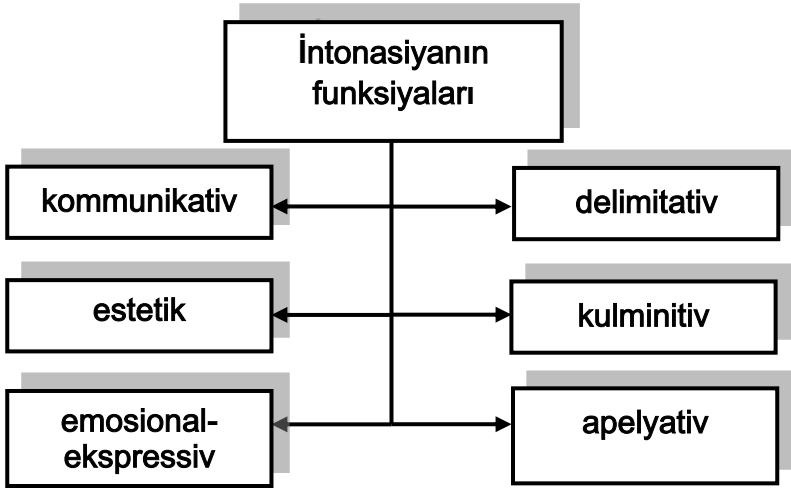 İntonasiyanın
funksiyaları
kommunikativ
delimitativ
estetik
kulminitiv
emosional-
ekspressiv
apelyativ